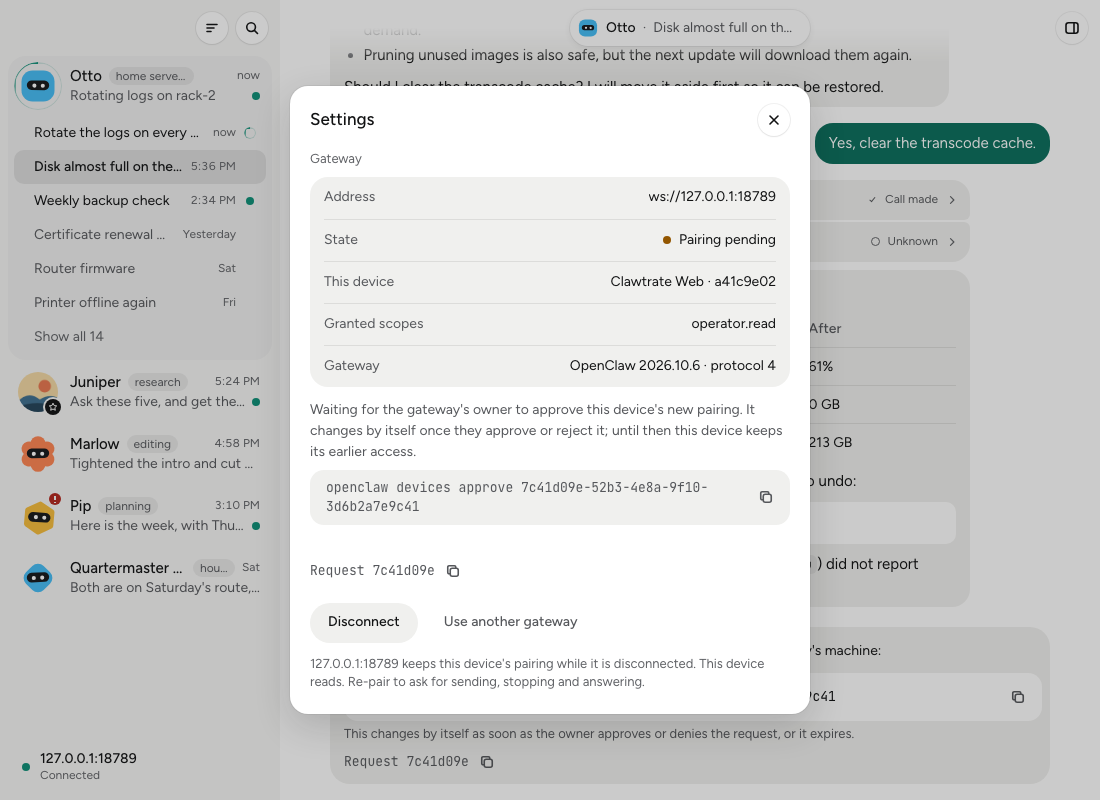 Otto · Disk almost full on th...
demand.
• Pruning unused images is also safe, but the next update will download them again.
Should I clear the transcode cache? I will move it aside first so it can be restored.
Otto home serve... now
Rotating logs on rack-2
Rotate the logs on every ... now
Disk almost full on the... 5:36 PM
Weekly backup check 2:34 PM
Certificate renewal ... Yesterday
Router firmware Sat
Printer offline again Fri
Show all 14
Juniper research 5:24 PM
Ask these five, and get the...
Marlow editing 4:58 PM
Tightened the intro and cut ...
Pip planning 3:10 PM
Here is the week, with Thu...
Quartermaster ... hou... Sat
Both are on Saturday's route,...
127.0.0.1:18789
Connected
Settings
Gateway
Address ws://127.0.0.1:18789
State Pairing pending
This device Clawtrate Web · a41c9e02
Granted scopes operator.read
Gateway OpenClaw 2026.10.6 · protocol 4
Waiting for the gateway's owner to approve this device's new pairing. It
changes by itself once they approve or reject it; until then this device keeps
its earlier access.
openclaw devices approve 7c41d09e-52b3-4e8a-9f10-
3d6b2a7e9c41
Request 7c41d09e
Disconnect Use another gateway
127.0.0.1:18789 keeps this device's pairing while it is disconnected. This device
reads. Re-pair to ask for sending, stopping and answering.
Yes, clear the transcode cache.
Call made
Unknown
After
61%
0 GB
213 GB
undo:
) did not report
's machine:
9c41
This changes by itself as soon as the owner approves or denies the request, or it expires.
Request 7c41d09e